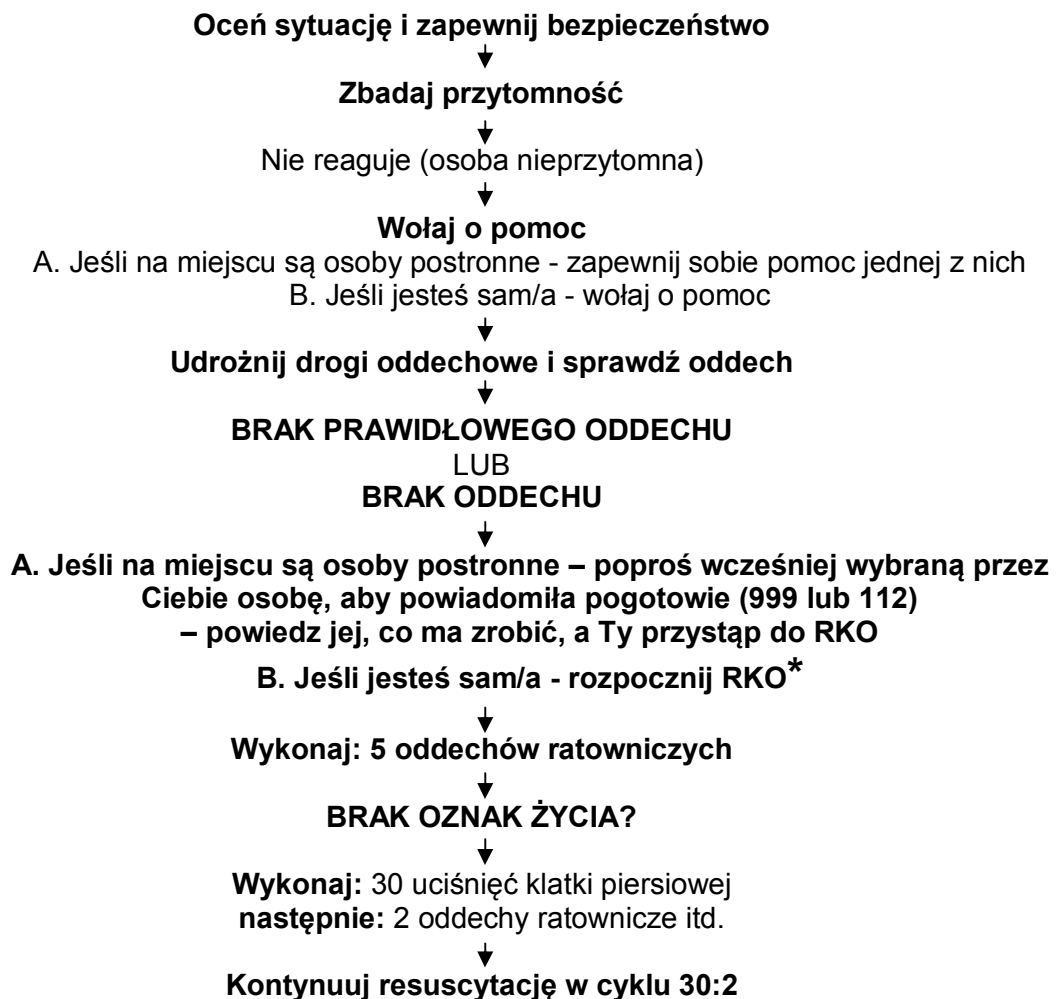 Oceń sytuację i zapewnij bezpieczeństwo
Zbadaj przytomność
Nie reaguje (osoba nieprzytomna)
Wołaj o pomoc
A. Jeśli na miejscu są osoby postronne - zapewnij sobie pomoc jednej z nich
B. Jeśli jesteś sam/a - wołaj o pomoc
Udrożnij drogi oddechowe i sprawdź oddech
BRAK PRAWIDŁOWEGO ODDECHU
LUB
BRAK ODDECHU
A. Jeśli na miejscu są osoby postronne – poproś wcześniej wybraną przez
Ciebie osobę, aby powiadomiła pogotowie (999 lub 112)
– powiedz jej, co ma zrobić, a Ty przystąp do RKO
B. Jeśli jesteś sam/a - rozpocznij RKO*
Wykonaj: 5 oddechów ratowniczych
BRAK OZNAK ŻYCIA?
Wykonaj: 30 uciśnięć klatki piersiowej
następnie: 2 oddechy ratownicze itd.
Kontynuuj resuscytację w cyklu 30:2